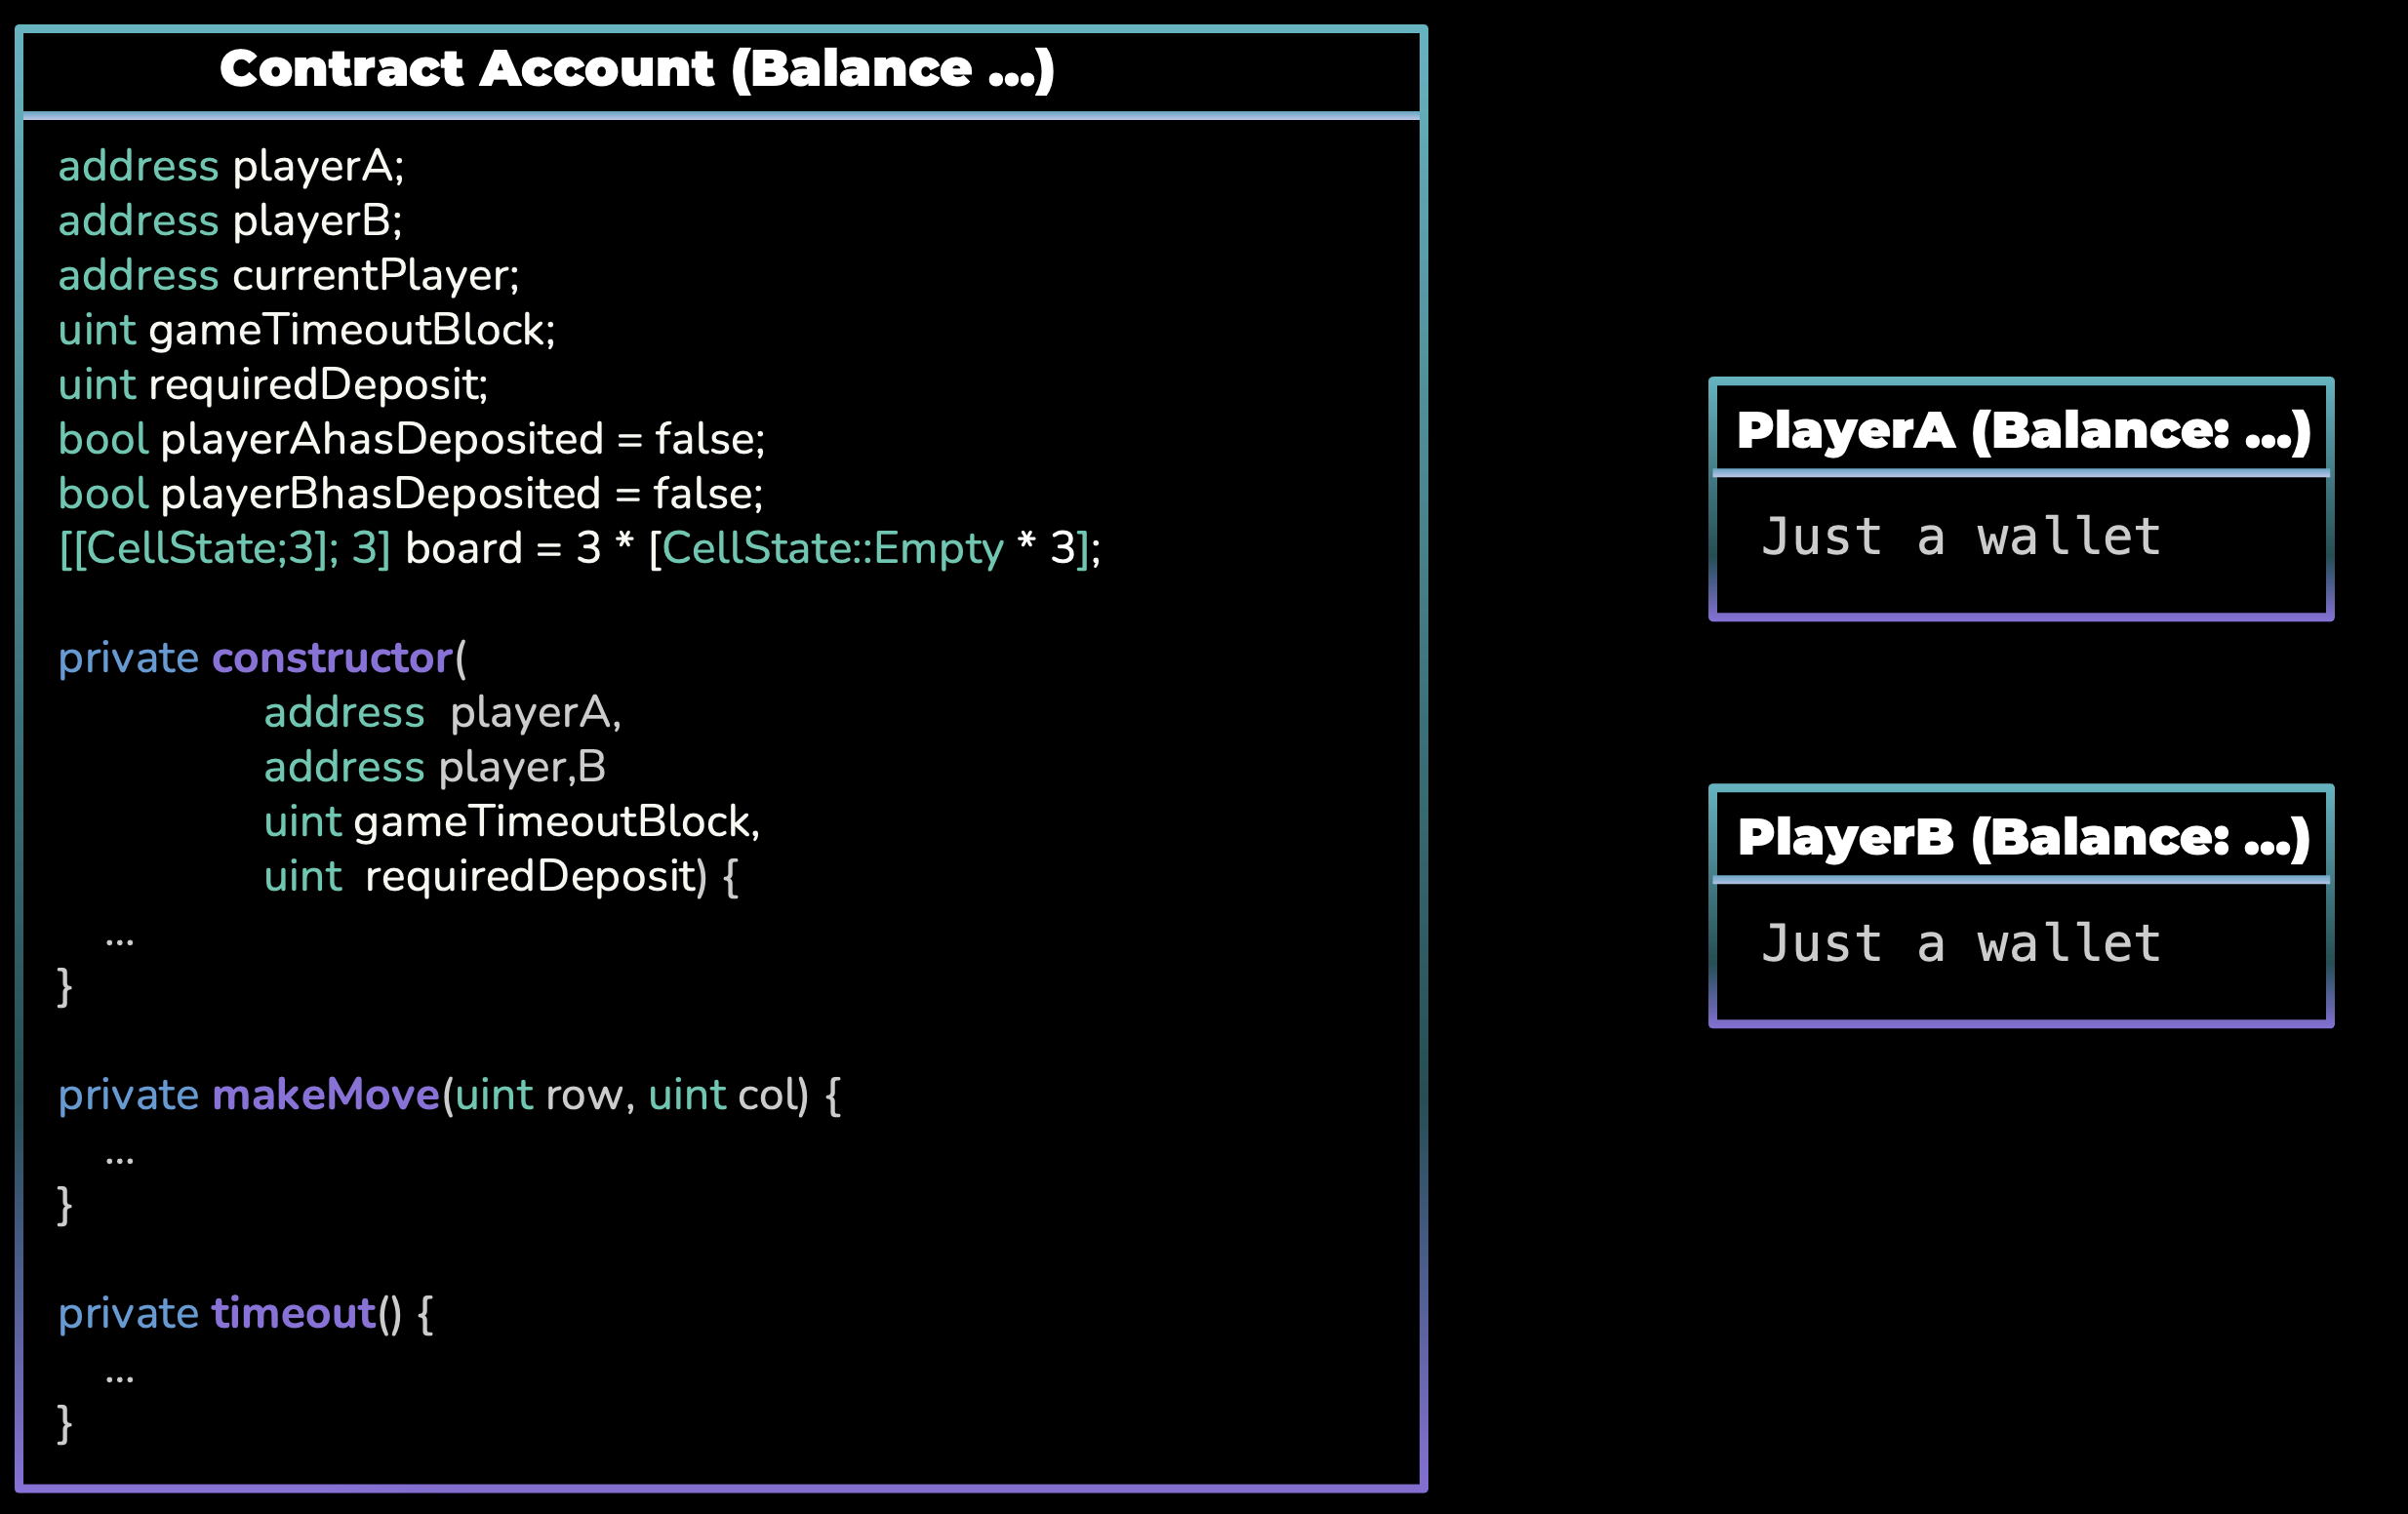 Contract Account (Balance ...)
address playerA;
address playerB;
address currentPlayer;
uint gameTimeoutBlock;
uint requiredDeposit;
bool playerAhasDeposited = false;
bool playerBhasDeposited = false;
[[CellState;3]; 3] board = 3 * [CellState::Empty * 3];
private constructor(
address  playerA,
address player,B
uint gameTimeoutBlock,
uint  requiredDeposit) {
...
}
private makeMove(uint row, uint col) {
...
}
private timeout() {
...
}
PlayerA (Balance: ...)
Just a wallet
PlayerB (Balance: ...)
Just a wallet